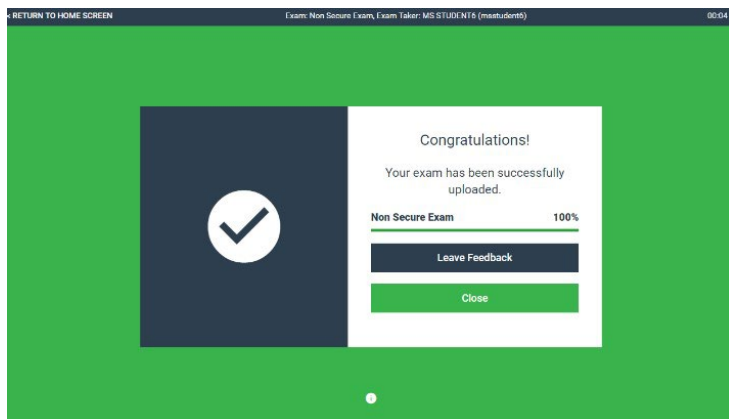 < RETURN TO HOME SCREEN
Exam: Non Secure Exam, Exam Taker: MS STUDENT6 (msstudent6)
00:04
Congratulations!
Your exam has been successfully
uploaded.
Non Secure Exam 100%
Leave Feedback
Close